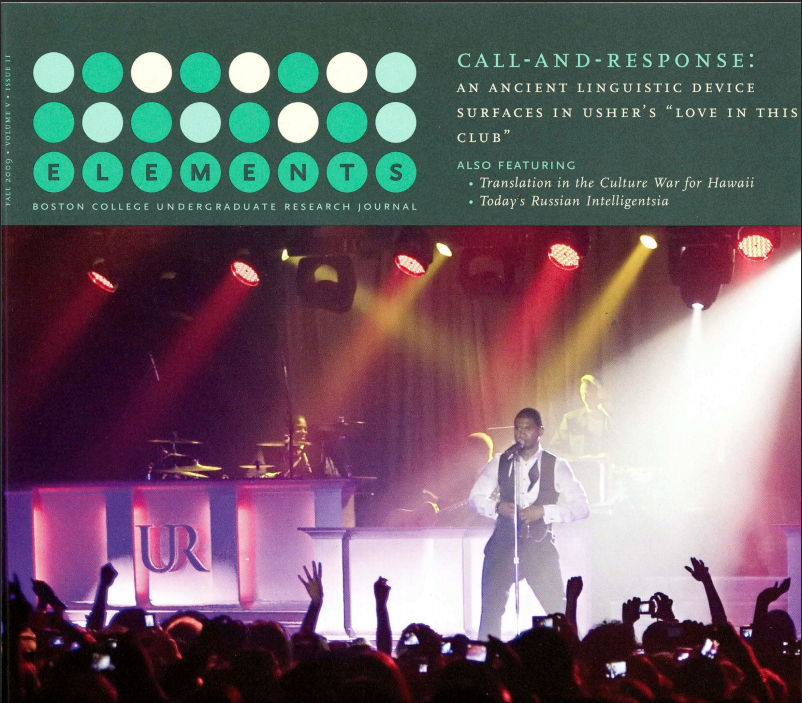 FALL 2009 • VOLUME V • ISSUE II
CALL-AND-RESPONSE:
AN ANCIENT LINGUISTIC DEVICE
SURFACES IN USHER'S “LOVE IN THIS
CLUB”
ALSO FEATURING
• Translation in the Culture War for Hawaii
• Today's Russian Intelligentsia
ELEMENTS
BOSTON COLLEGE UNDERGRADUATE RESEARCH JOURNAL
UR